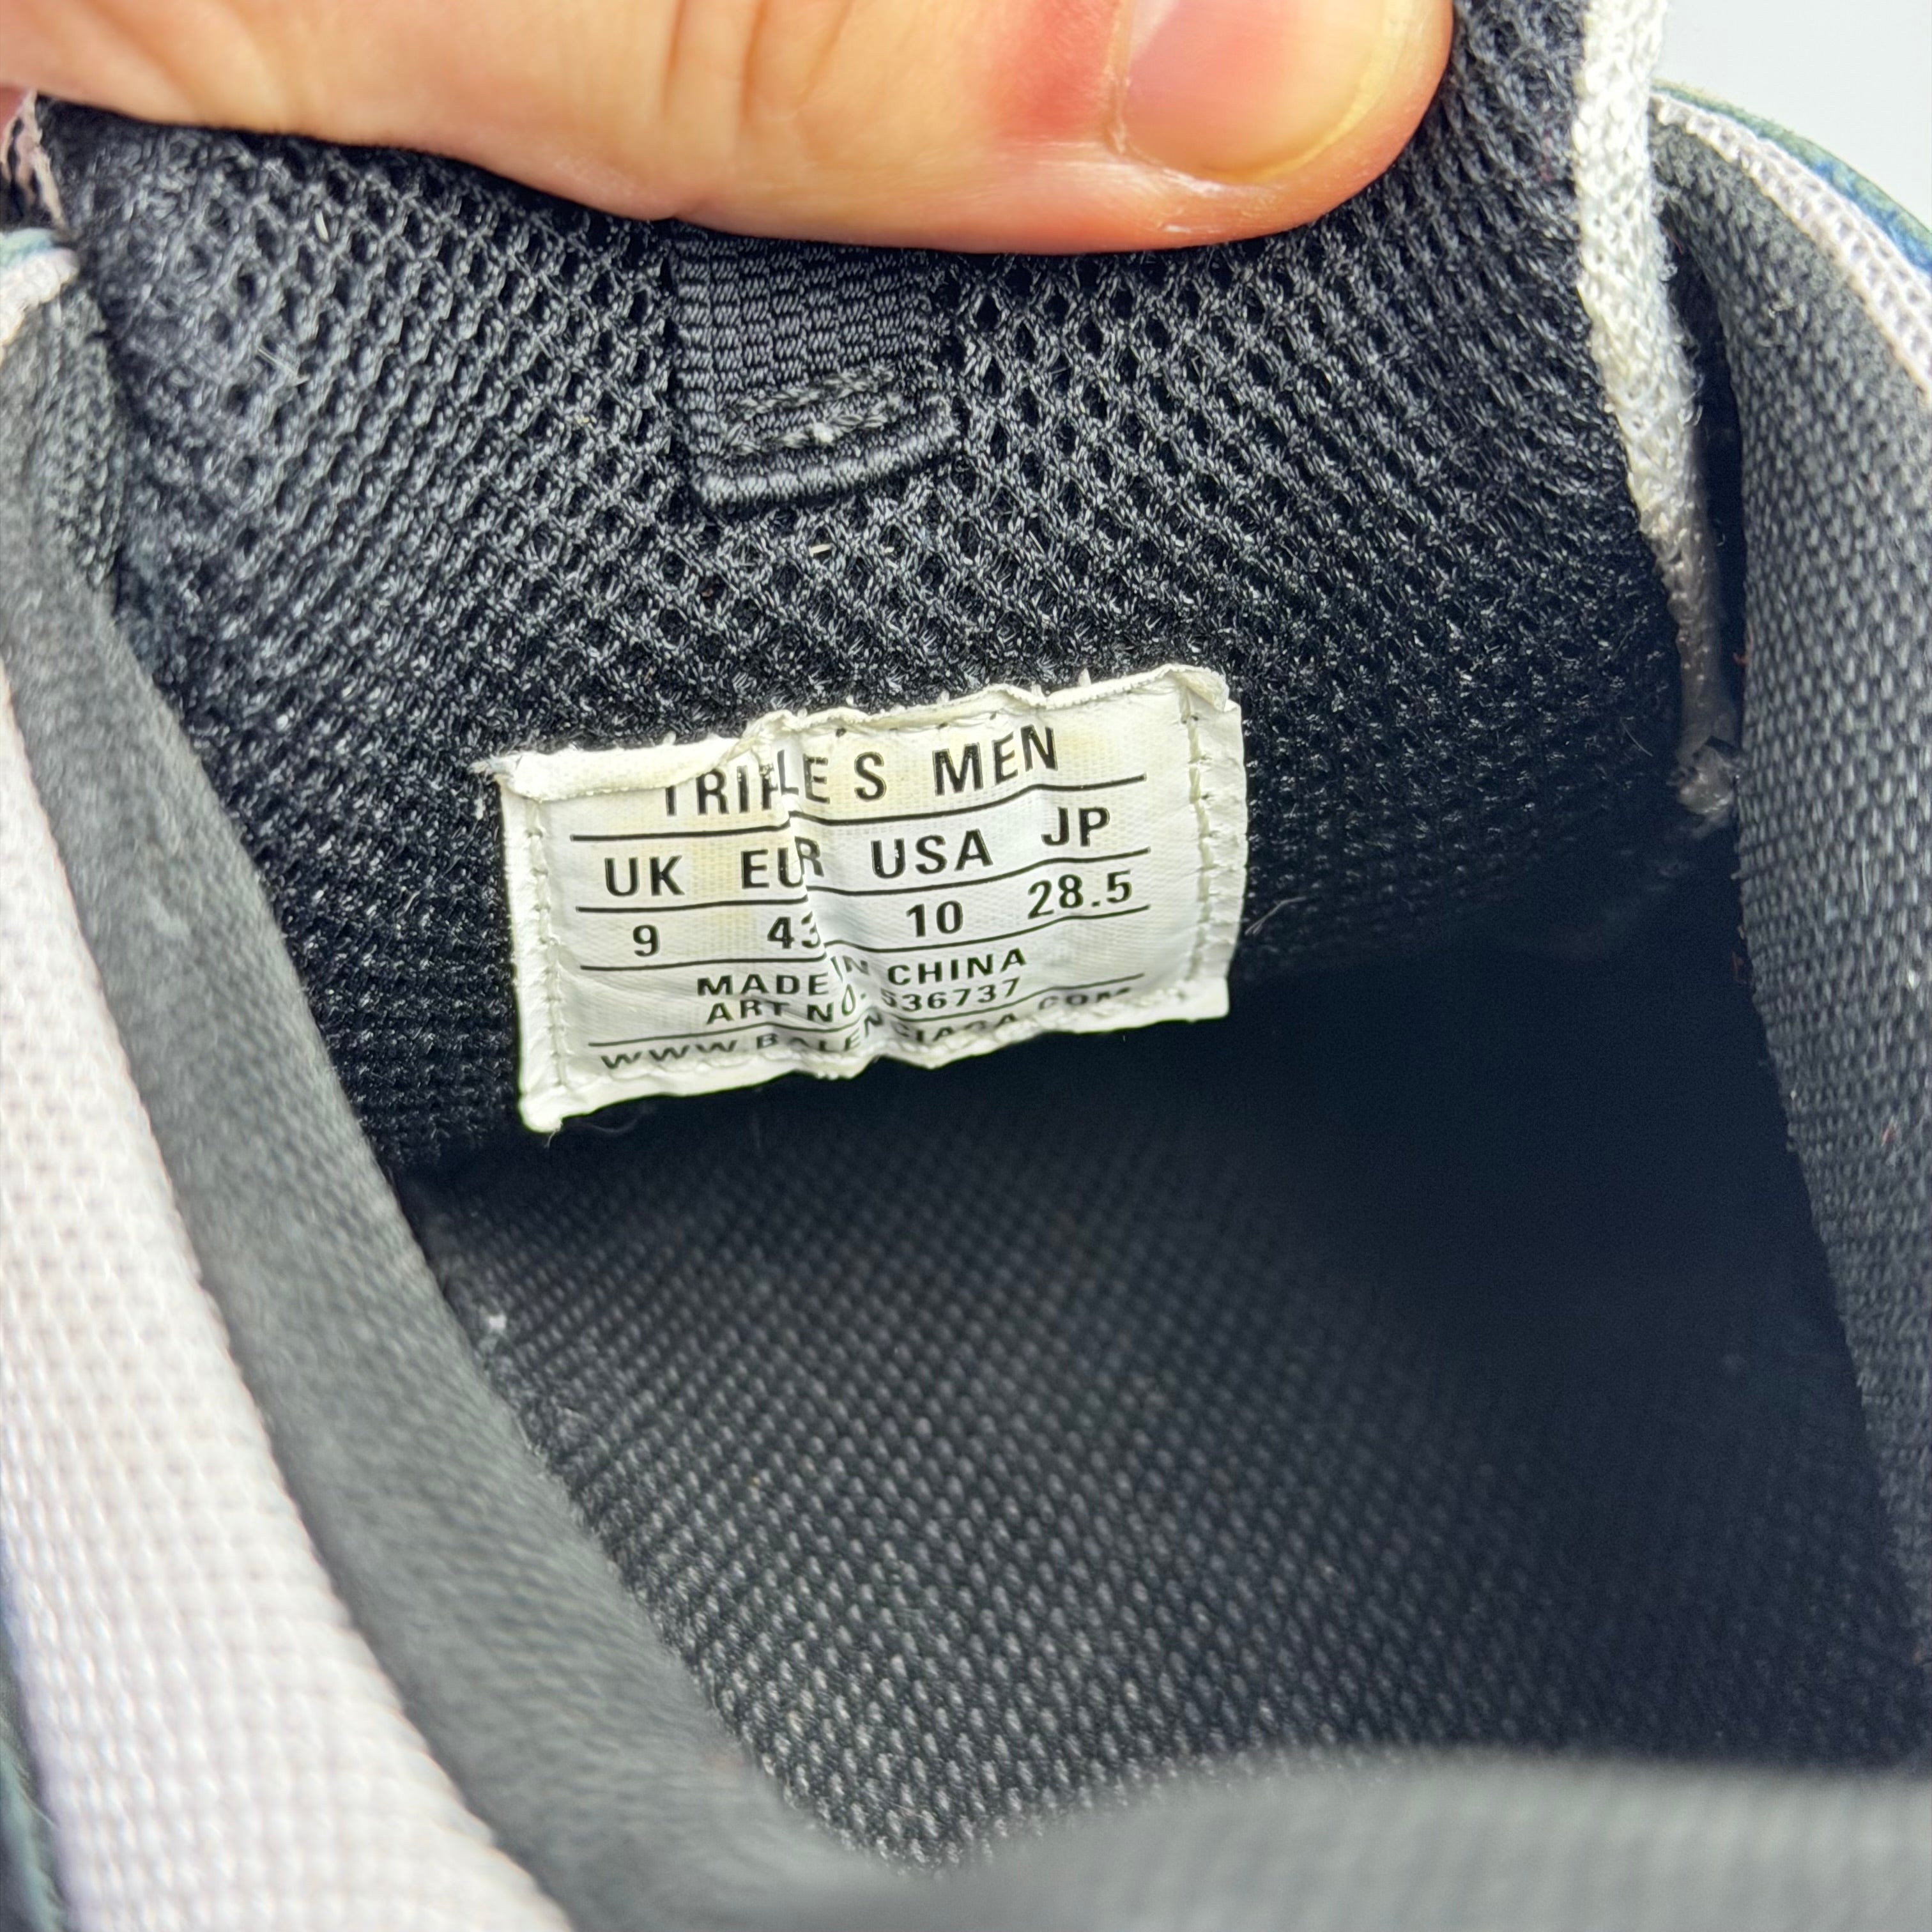 TRIPLE S MEN
UK EUR USA JP
9 43 10 28.5
MADE IN CHINA
ART NO. 536737
WWW.BALENCIAGA.COM